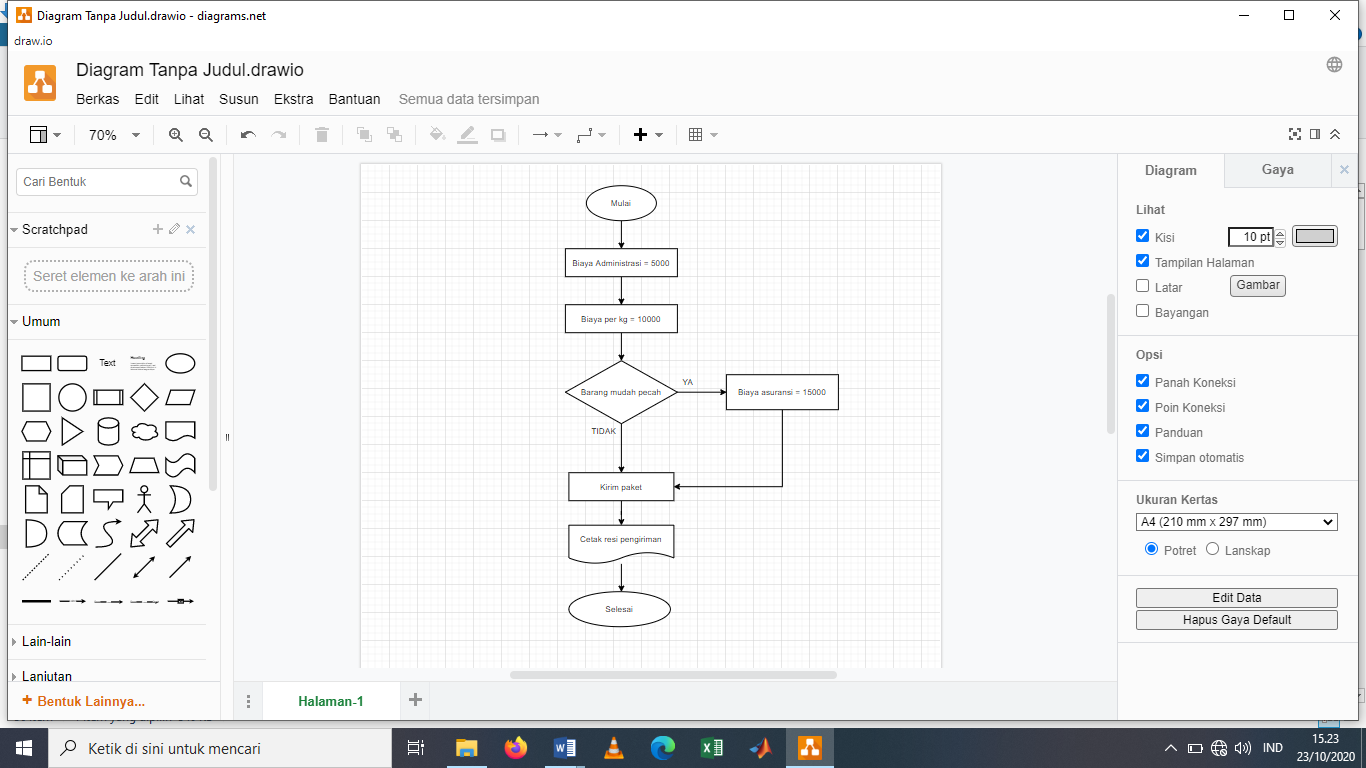 Diagram Tanpa Judul.drawio - diagrams.net
draw.io
Diagram Tanpa Judul.drawio
Berkas Edit Lihat Susun Ekstra Bantuan Semua data tersimpan
70%
Cari Bentuk
Scratchpad
Seret elemen ke arah ini
Umum
Text
Heading
Lain-lain
Lanjutan
+ Bentuk Lainnya...
Mulai
Biaya Administrasi = 5000
Biaya per kg = 10000
Barang mudah pecah
YA
Biaya asuransi = 15000
TIDAK
Kirim paket
Cetak resi pengiriman
Selesai
Halaman-1
Diagram
Gaya
Lihat
Kisi
10 pt
Tampilan Halaman
Latar
Gambar
Bayangan
Opsi
Panah Koneksi
Poin Koneksi
Panduan
Simpan otomatis
Ukuran Kertas
A4 (210 mm x 297 mm)
Potret
Lanskap
Edit Data
Hapus Gaya Default
Ketik di sini untuk mencari
IND
15.23
23/10/2020